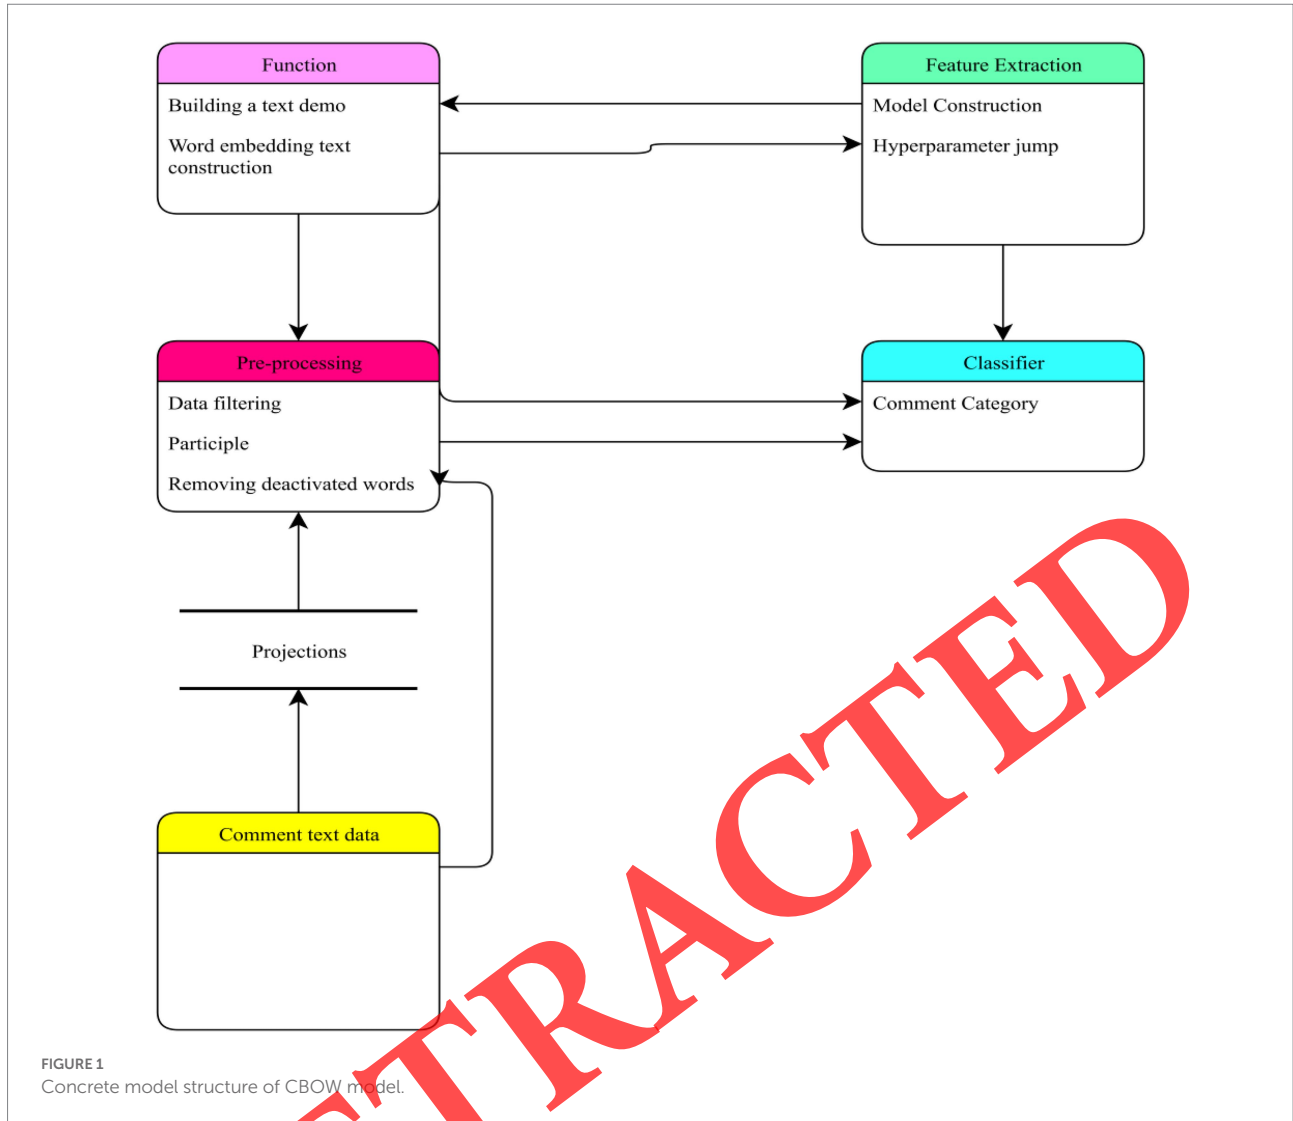 Function
Building a text demo
Word embedding text
construction
Feature Extraction
Model Construction
Hyperparameter jump
Pre-processing
Data filtering
Participle
Removing deactivated words
Classifier
Comment Category
Projections
Comment text data
TRACTED
FIGURE 1
Concrete model structure of CBOW model.